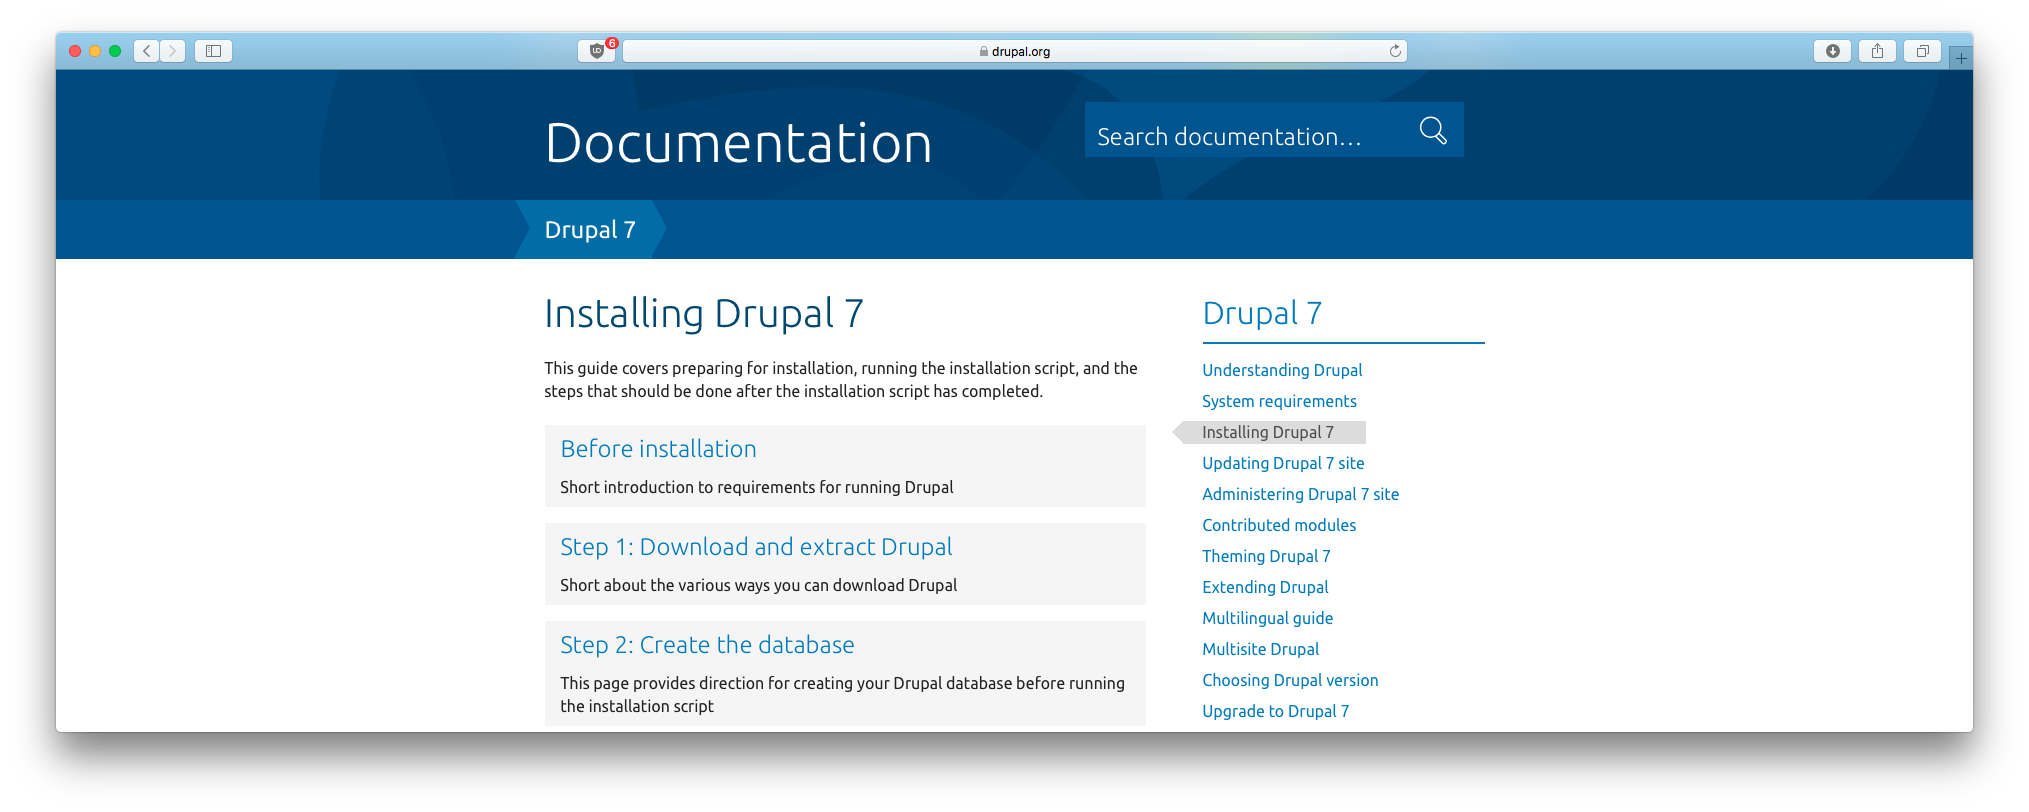 6
drupal.org
Documentation
Search documentation...
Drupal 7
Installing Drupal 7
This guide covers preparing for installation, running the installation script, and the
steps that should be done after the installation script has completed.
Before installation
Short introduction to requirements for running Drupal
Step 1: Download and extract Drupal
Short about the various ways you can download Drupal
Step 2: Create the database
This page provides direction for creating your Drupal database before running
the installation script
Drupal 7
Understanding Drupal
System requirements
Installing Drupal 7
Updating Drupal 7 site
Administering Drupal 7 site
Contributed modules
Theming Drupal 7
Extending Drupal
Multilingual guide
Multisite Drupal
Choosing Drupal version
Upgrade to Drupal 7